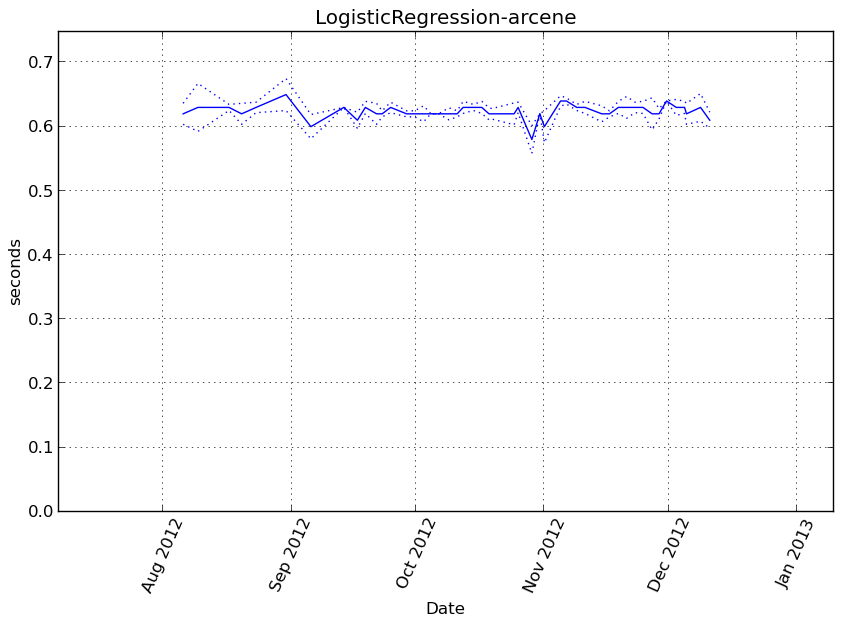 LogisticRegression-arcene
0.7
0.6
0.5
0.4
0.3
0.2
0.1
0.0
seconds
Aug 2012
Sep 2012
Oct 2012
Nov 2012
Dec 2012
Jan 2013
Date